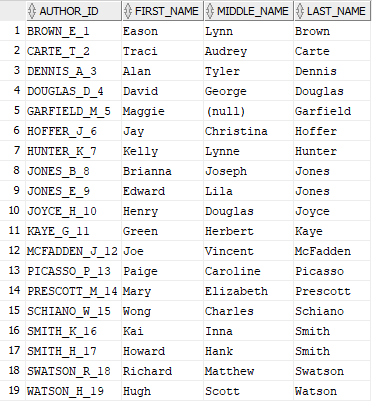 AUTHOR_ID FIRST_NAME MIDDLE_NAME LAST_NAME
1 BROWN_E_1 Eason Lynn Brown
2 CARTE_T_2 Traci Audrey Carte
3 DENNIS_A_3 Alan Tyler Dennis
4 DOUGLAS_D_4 David George Douglas
5 GARFIELD_M_5 Maggie (null) Garfield
6 HOFFER_J_6 Jay Christina Hoffer
7 HUNTER_K_7 Kelly Lynne Hunter
8 JONES_B_8 Brianna Joseph Jones
9 JONES_E_9 Edward Lila Jones
10 JOYCE_H_10 Henry Douglas Joyce
11 KAYE_G_11 Green Herbert Kaye
12 MCFADDEN_J_12 Joe Vincent McFadden
13 PICASSO_P_13 Paige Caroline Picasso
14 PRESCOTT_M_14 Mary Elizabeth Prescott
15 SCHIANO_W_15 Wong Charles Schiano
16 SMITH_K_16 Kai Inna Smith
17 SMITH_H_17 Howard Hank Smith
18 SWATSON_R_18 Richard Matthew Swatson
19 WATSON_H_19 Hugh Scott Watson